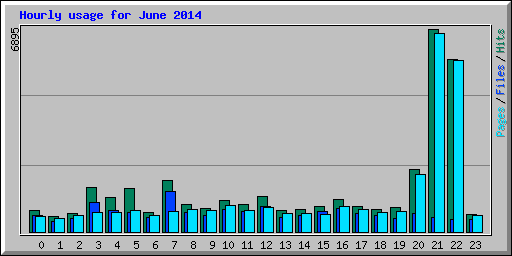 Hourly usage for June 2014
6895
Pages/Files/Hits
0 1 2 3 4 5 6 7 8 9 10 11 12 13 14 15 16 17 18 19 20 21 22 23